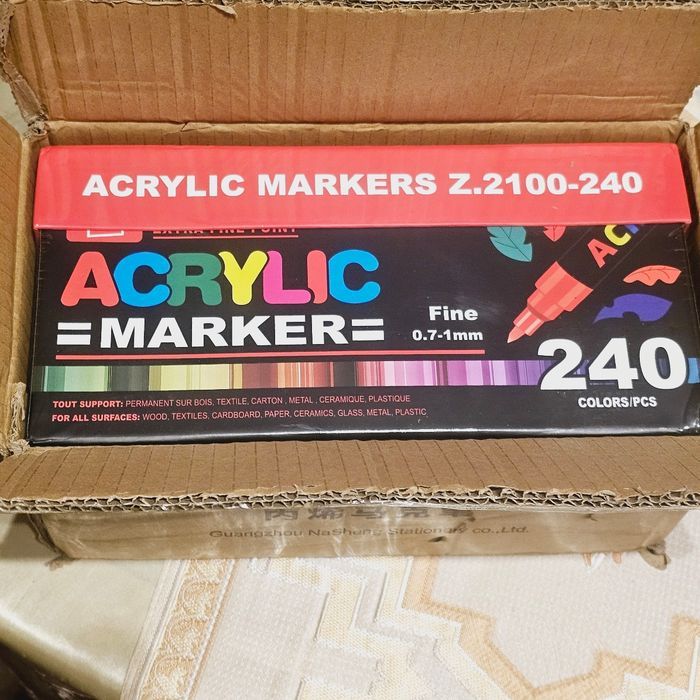 ACRYLIC MARKERS Z.2100-240
EXTRA FINE POINT
ACRYLIC
MARKER
Fine
0.7-1mm
AC
240
COLORS/PCS
TOUT SUPPORT: PERMANENT SUR BOIS, TEXTILE, CARTON , METAL , CERAMIQUE, PLASTIQUE
FOR ALL SURFACES: WOOD, TEXTILES, CARDBOARD, PAPER, CERAMICS, GLASS, METAL, PLASTIC
Guangzhou NaSheng Stationery co.,Ltd.